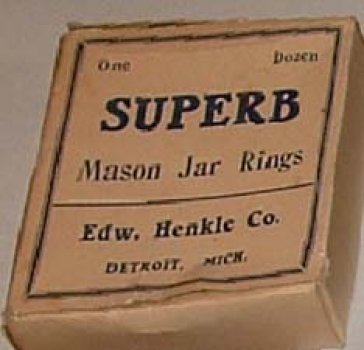 One Dozen
SUPERB
Mason Jar Rings
Edw. Henkle Co.
DETROIT, MICH.